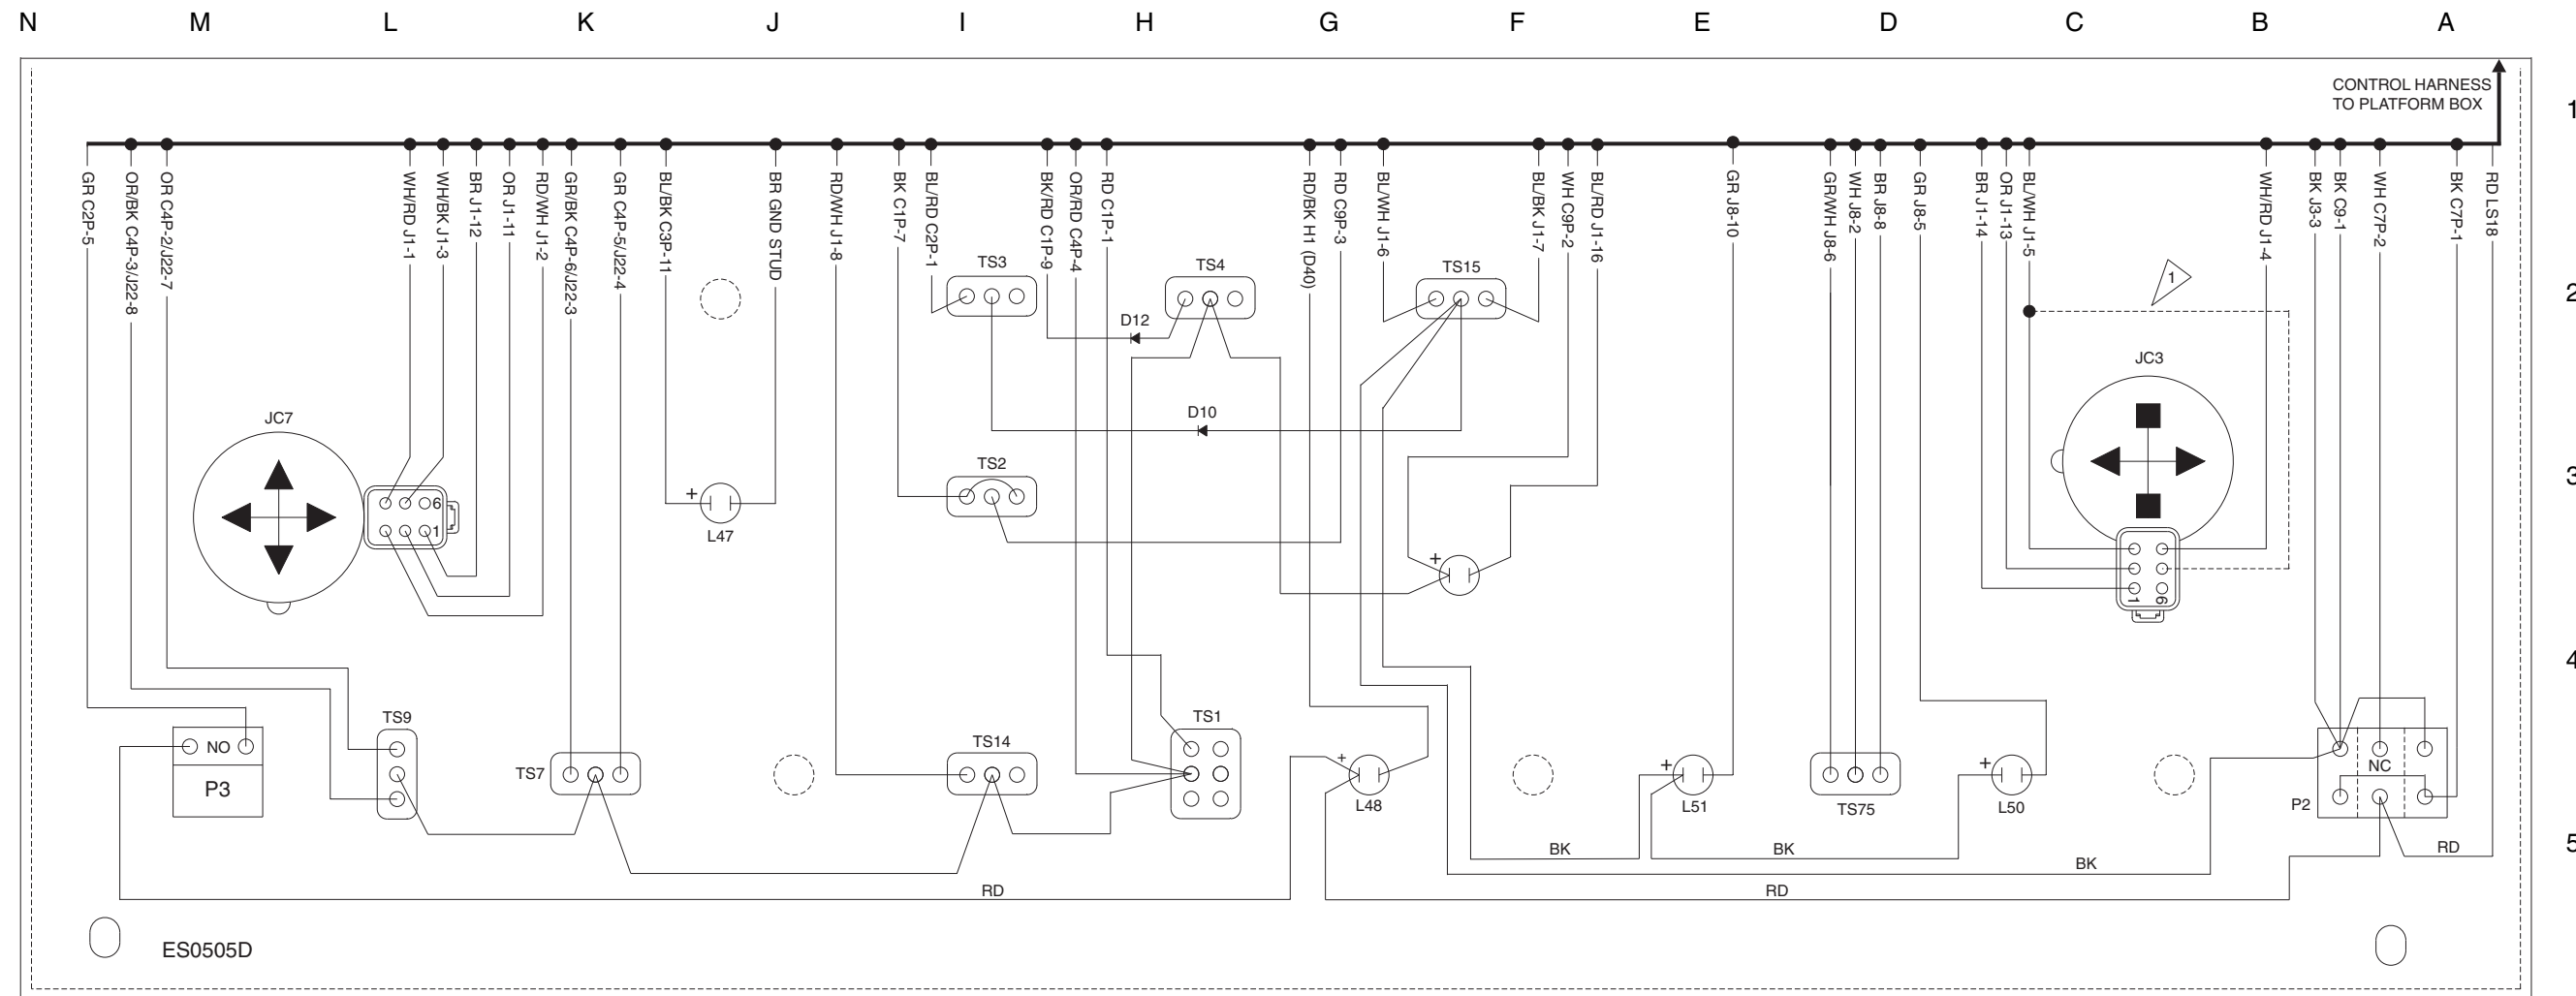 N M L K J I H G F E D C B A
CONTROL HARNESS
TO PLATFORM BOX
1
GR C2P-5
OR/BK C4P-3/J22-8
OR C4P-2/J22-7
WH/RD J1-1
WH/BK J1-3
BR J1-12
OR J1-11
RD/WH J1-2
GR/BK C4P-6/J22-3
GR C4P-5/J22-4
BL/BK C3P-11
BR GND STUD
RD/WH J1-8
BK C1P-7
BL/RD C2P-1
BK/RD C1P-9
OR/RD C4P-4
RD C1P-1
RD/BK H1 (D40)
RD C9P-3
BL/WH J1-6
BL/BK J1-7
WH C9P-2
BL/RD J1-16
GR J8-10
GR/WH J8-6
WH J8-2
BR J8-8
GR J8-5
BR J1-14
OR J1-13
BL/WH J1-5
WH/RD J1-4
BK J3-3
BK C9-1
WH C7P-2
BK C7P-1
RD LS18
TS3 TS4 TS15
1
2
D12
JC3
D10
JC7
TS2
6
1
+
L47
3
+
1 6
4
TS9 TS1
NO
TS14
P3
TS7
+
L48
+
L51
TS75
+
L50
NC
P2
BK BK BK RD
5
RD RD
ES0505D